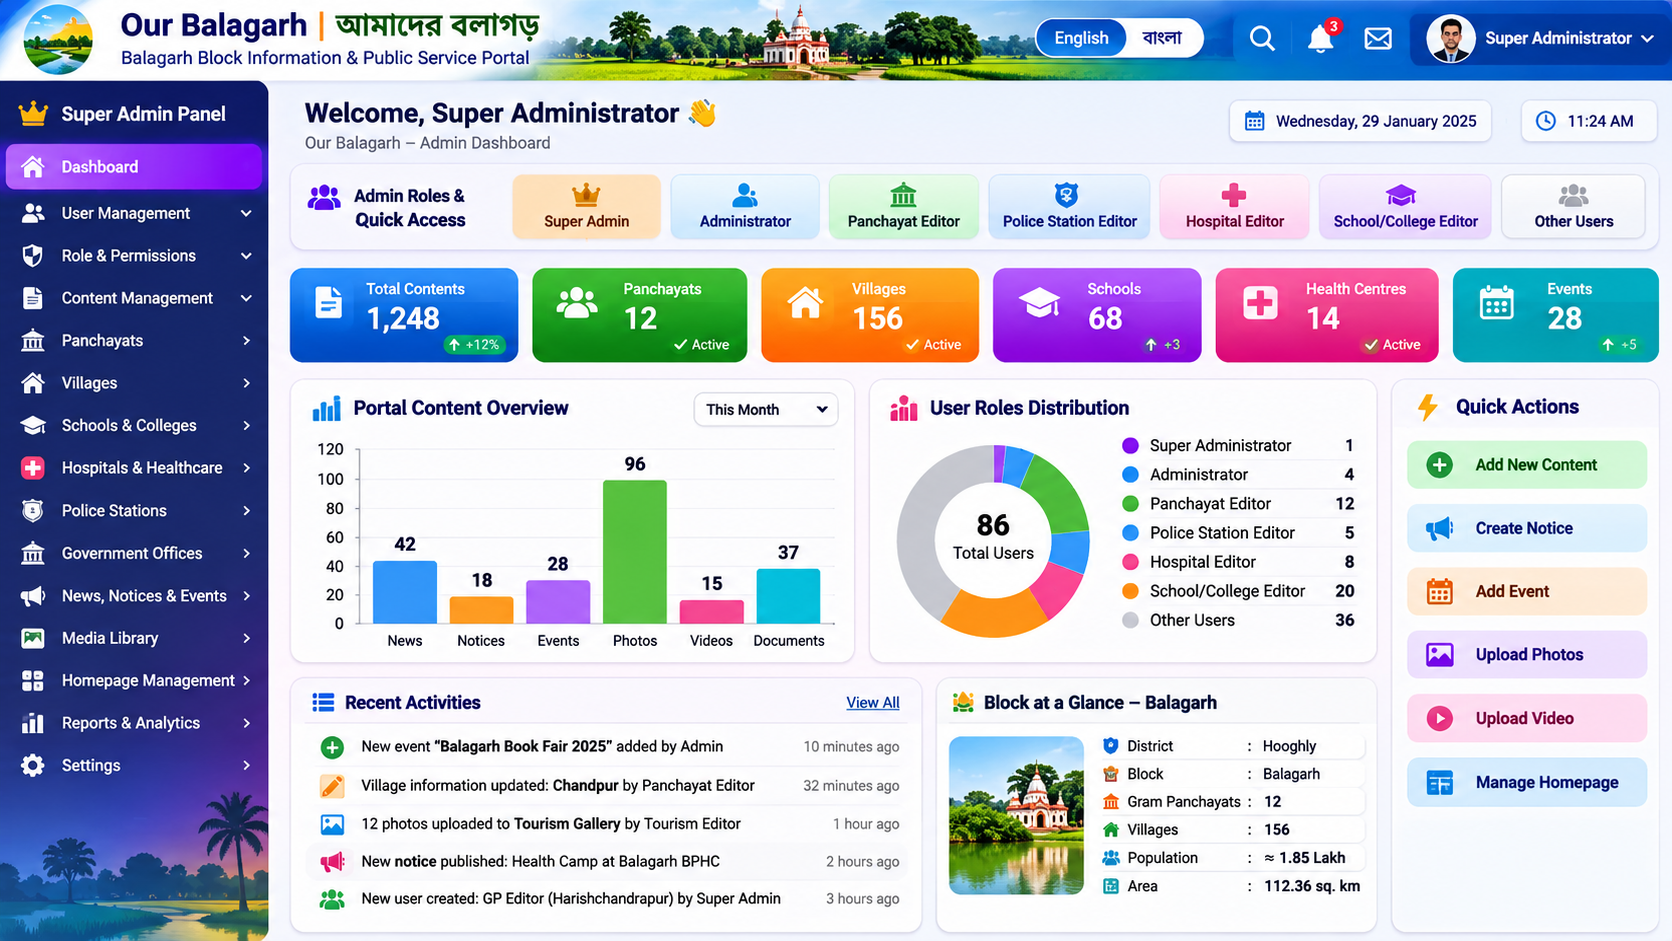 Our Balagarh | আমাদের বলাগড়
Balagarh Block Information & Public Service Portal
English
বাংলা
3
Super Administrator
Super Admin Panel
Dashboard
User Management
Role & Permissions
Content Management
Panchayats
Villages
Schools & Colleges
Hospitals & Healthcare
Police Stations
Government Offices
News, Notices & Events
Media Library
Homepage Management
Reports & Analytics
Settings
Welcome, Super Administrator 👋
Our Balagarh – Admin Dashboard
Wednesday, 29 January 2025
11:24 AM
Admin Roles &
Quick Access
Super Admin
Administrator
Panchayat Editor
Police Station Editor
Hospital Editor
School/College Editor
Other Users
Total Contents
1,248
+12%
Panchayats
12
Active
Villages
156
Active
Schools
68
+3
Health Centres
14
Active
Events
28
+5
Portal Content Overview
This Month
120
100
80
60
40
20
0
42
18
28
96
15
37
News
Notices
Events
Photos
Videos
Documents
User Roles Distribution
86
Total Users
Super Administrator 1
Administrator 4
Panchayat Editor 12
Police Station Editor 5
Hospital Editor 8
School/College Editor 20
Other Users 36
Quick Actions
Add New Content
Create Notice
Add Event
Upload Photos
Upload Video
Manage Homepage
Recent Activities
View All
New event “Balagarh Book Fair 2025” added by Admin 10 minutes ago
Village information updated: Chandpur by Panchayat Editor 32 minutes ago
12 photos uploaded to Tourism Gallery by Tourism Editor 1 hour ago
New notice published: Health Camp at Balagarh BPHC 2 hours ago
New user created: GP Editor (Harishchandrapur) by Super Admin 3 hours ago
Block at a Glance – Balagarh
District : Hooghly
Block : Balagarh
Gram Panchayats : 12
Villages : 156
Population : ≈ 1.85 Lakh
Area : 112.36 sq. km